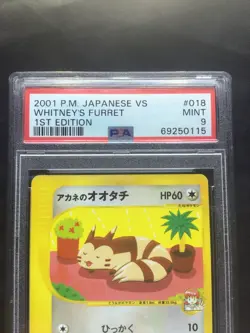 2001 P.M. JAPANESE VS #018
WHITNEY'S FURRET MINT
1ST EDITION 9
PSA 69250115
アカネのオオタチ HP60
ひっかく 10